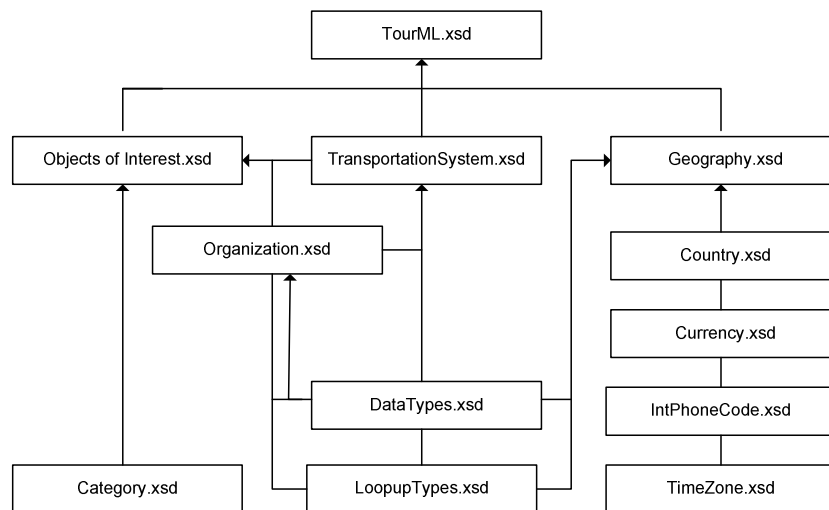 TourML.xsd
Objects of Interest.xsd
TransportationSystem.xsd
Geography.xsd
Organization.xsd
Country.xsd
Currency.xsd
DataTypes.xsd
IntPhoneCode.xsd
Category.xsd
LoopupTypes.xsd
TimeZone.xsd